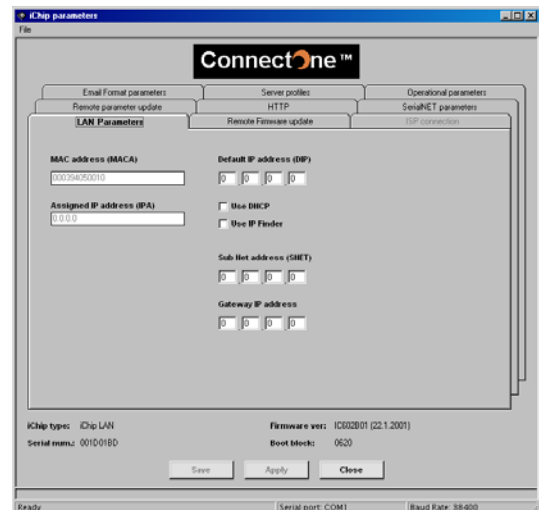 iChip parameters
File
ConnectOne™
Email Format parameters Server profiles Operational parameters
Remote parameter update HTTP SerialNET parameters
LAN Parameters Remote Firmware update ISP connection
MAC address (MACA) Default IP address (DIP)
000394050010 0 0 0 0
Assigned IP address (IPA) Use DHCP
0.0.0.0 Use IP Finder
Sub Net address (SNET)
0 0 0 0
Gateway IP address
0 0 0 0
iChip type: iChip LAN Firmware ver: IC602B01 (22.1.2001)
Serial num.: 001D01BD Boot block: 0620
Save Apply Close
Ready Serial port: COM1 Baud Rate: 38400